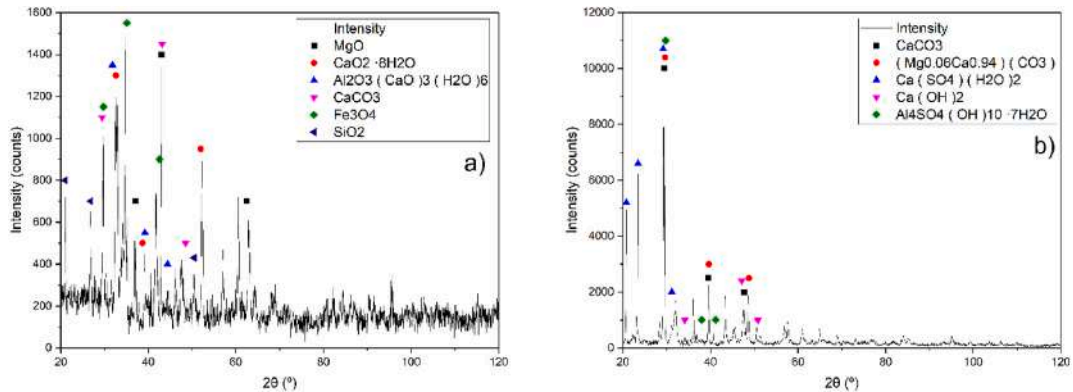 1600
1400
1200
1000
800
600
400
200
0
Intensity (counts)
20
40
60
80
100
120
2θ (º)
Intensity
MgO
CaO2 ·8H2O
Al2O3 ( CaO )3 ( H2O )6
CaCO3
Fe3O4
SiO2
a)
12000
10000
8000
6000
4000
2000
0
Intensity (counts)
20
40
60
80
100
120
2θ (º)
Intensity
CaCO3
( Mg0.06Ca0.94 ) ( CO3 )
Ca ( SO4 ) ( H2O )2
Ca ( OH )2
Al4SO4 ( OH )10 ·7H2O
b)